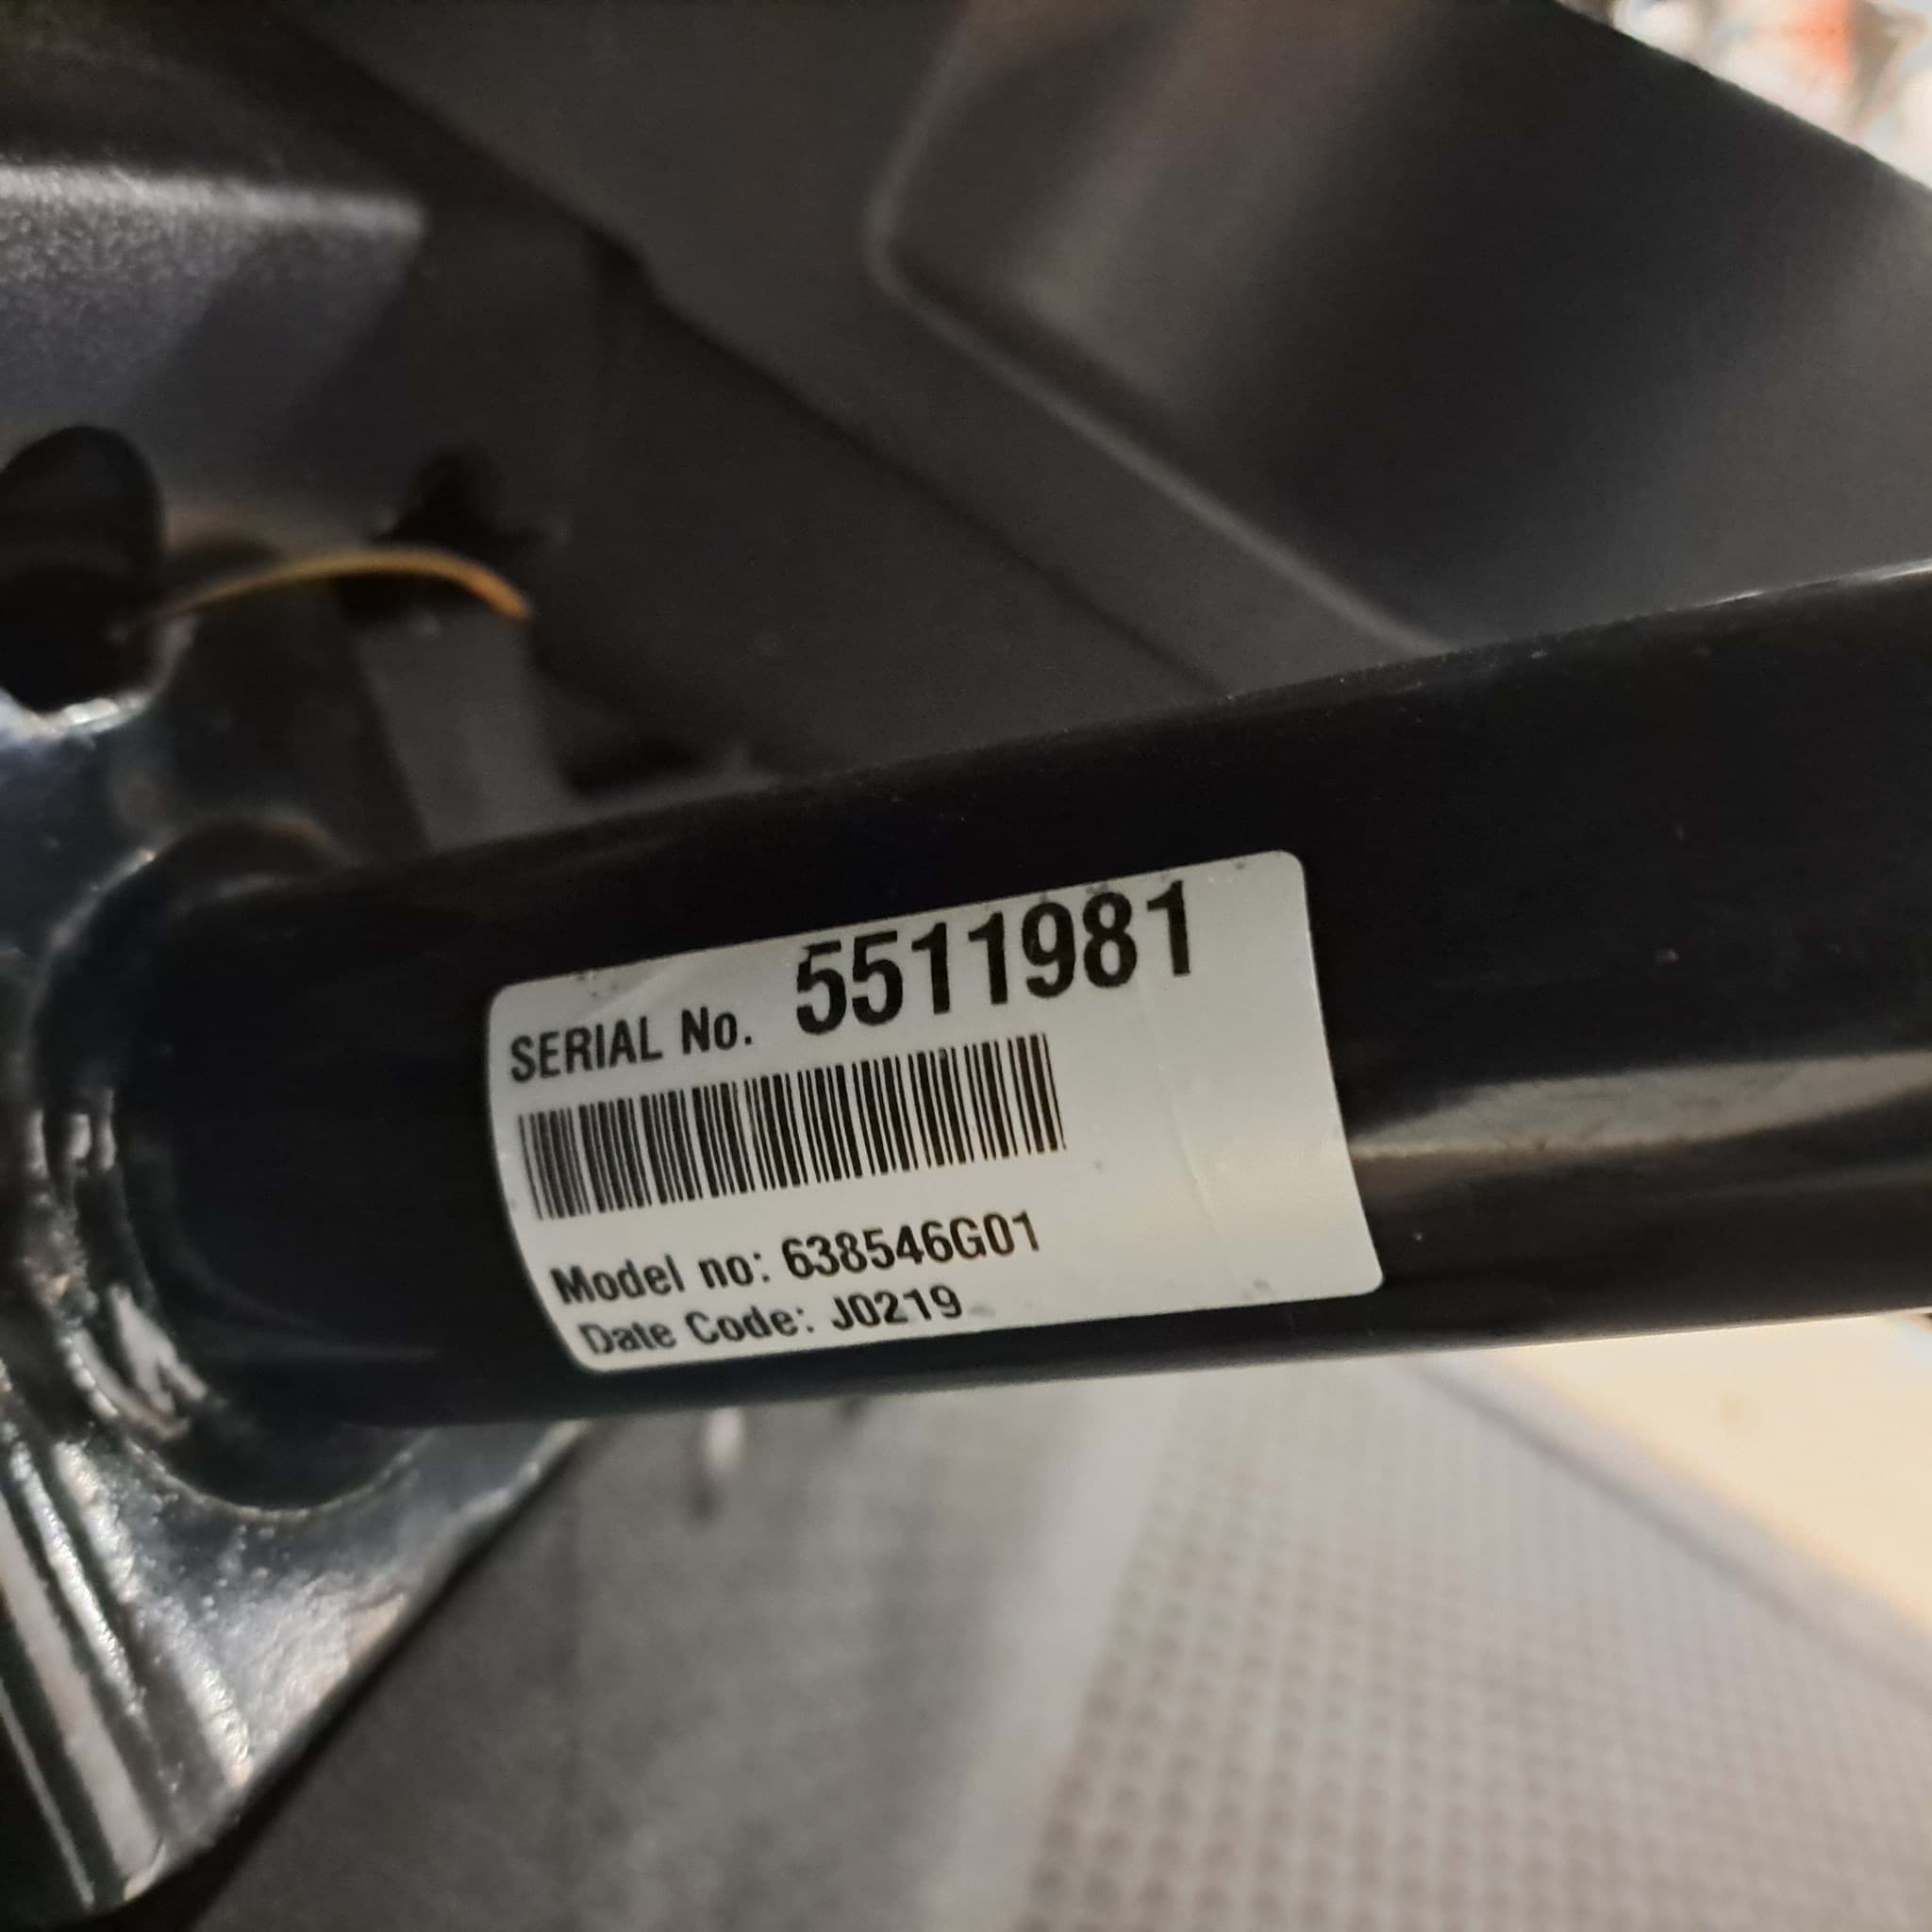 SERIAL No. 5511981
Model no: 638546G01
Date Code: J0219